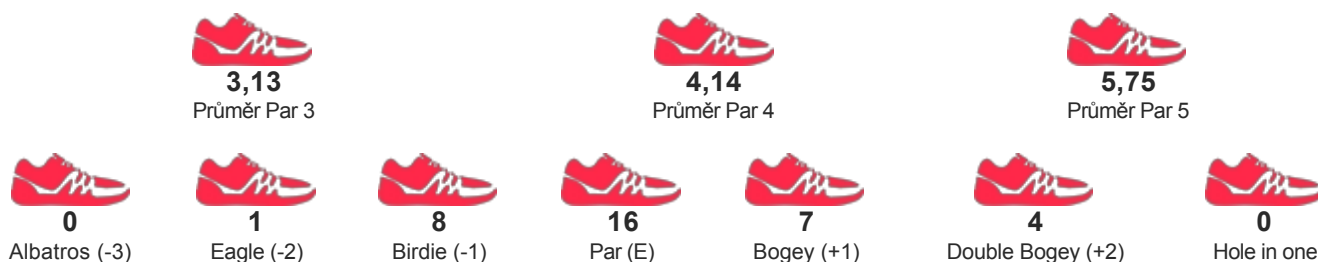 3,13 4,14 5,75
Průměr Par 3 Průměr Par 4 Průměr Par 5
0 1 8 16 7 4 0
Albatros (-3) Eagle (-2) Birdie (-1) Par (E) Bogey (+1) Double Bogey (+2) Hole in one